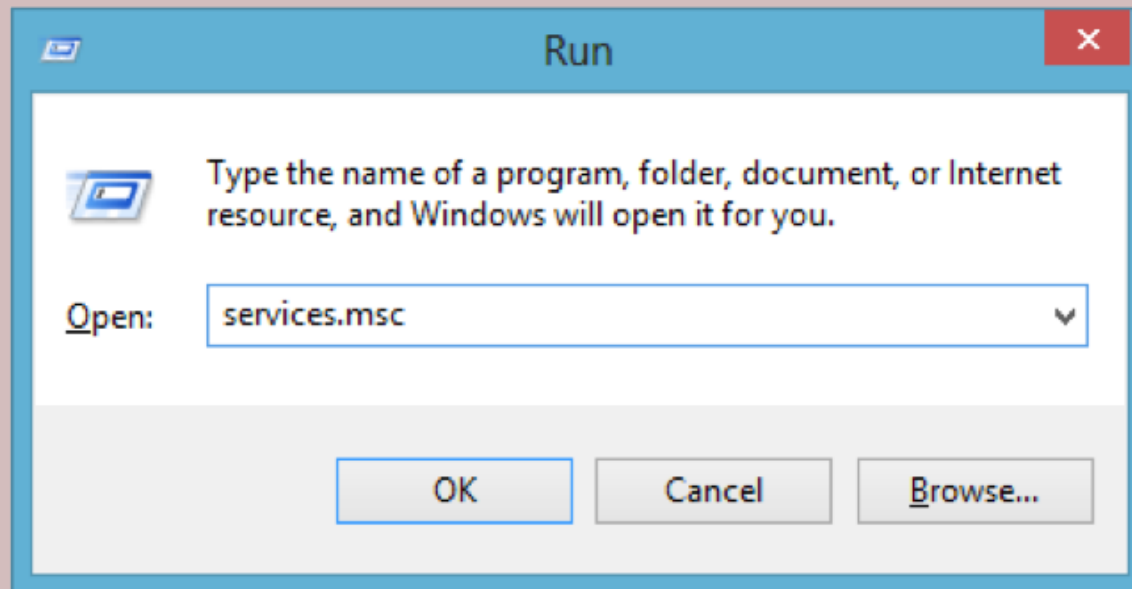 Run
Type the name of a program, folder, document, or Internet
resource, and Windows will open it for you.
Open: services.msc
OK Cancel Browse...